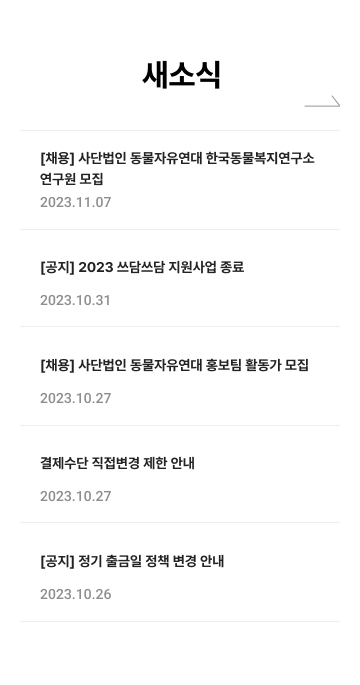 새소식
[채용] 사단법인 동물자유연대 한국동물복지연구소
연구원 모집
2023.11.07
[공지] 2023 쓰담쓰담 지원사업 종료
2023.10.31
[채용] 사단법인 동물자유연대 홍보팀 활동가 모집
2023.10.27
결제수단 직접변경 제한 안내
2023.10.27
[공지] 정기 출금일 정책 변경 안내
2023.10.26